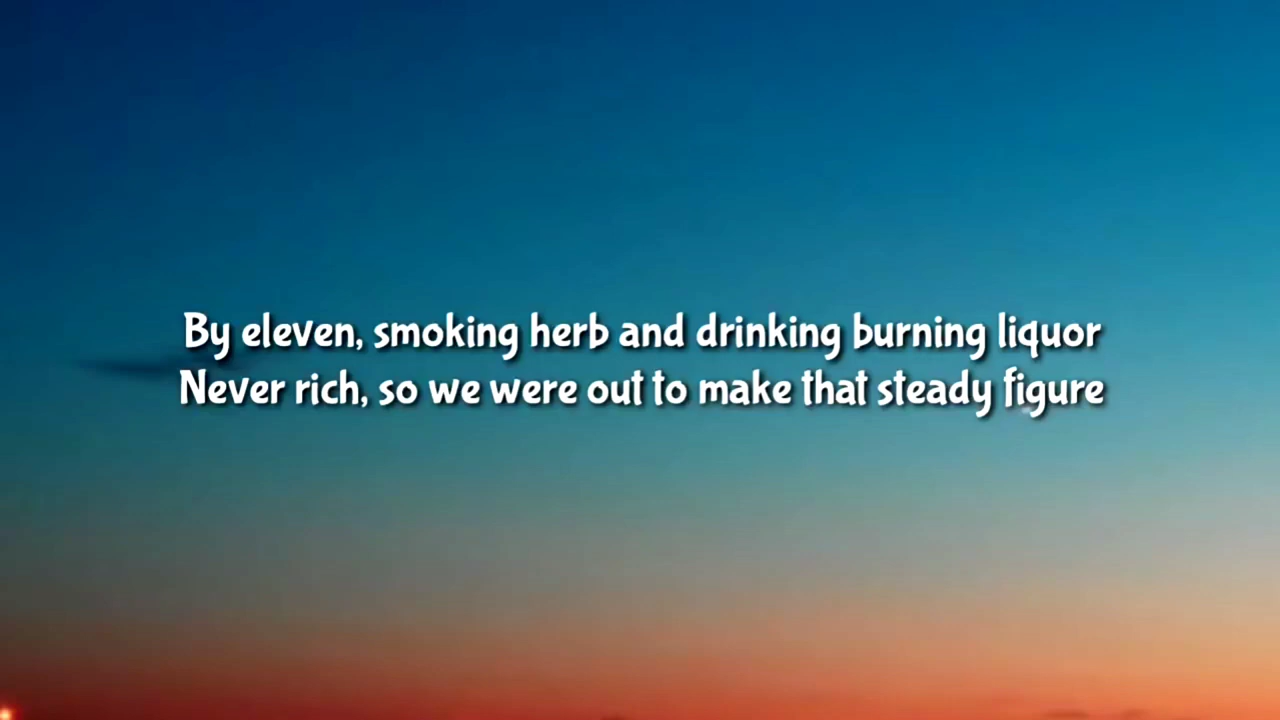 By eleven, smoking herb and drinking burning liquor
Never rich, so we were out to make that steady figure